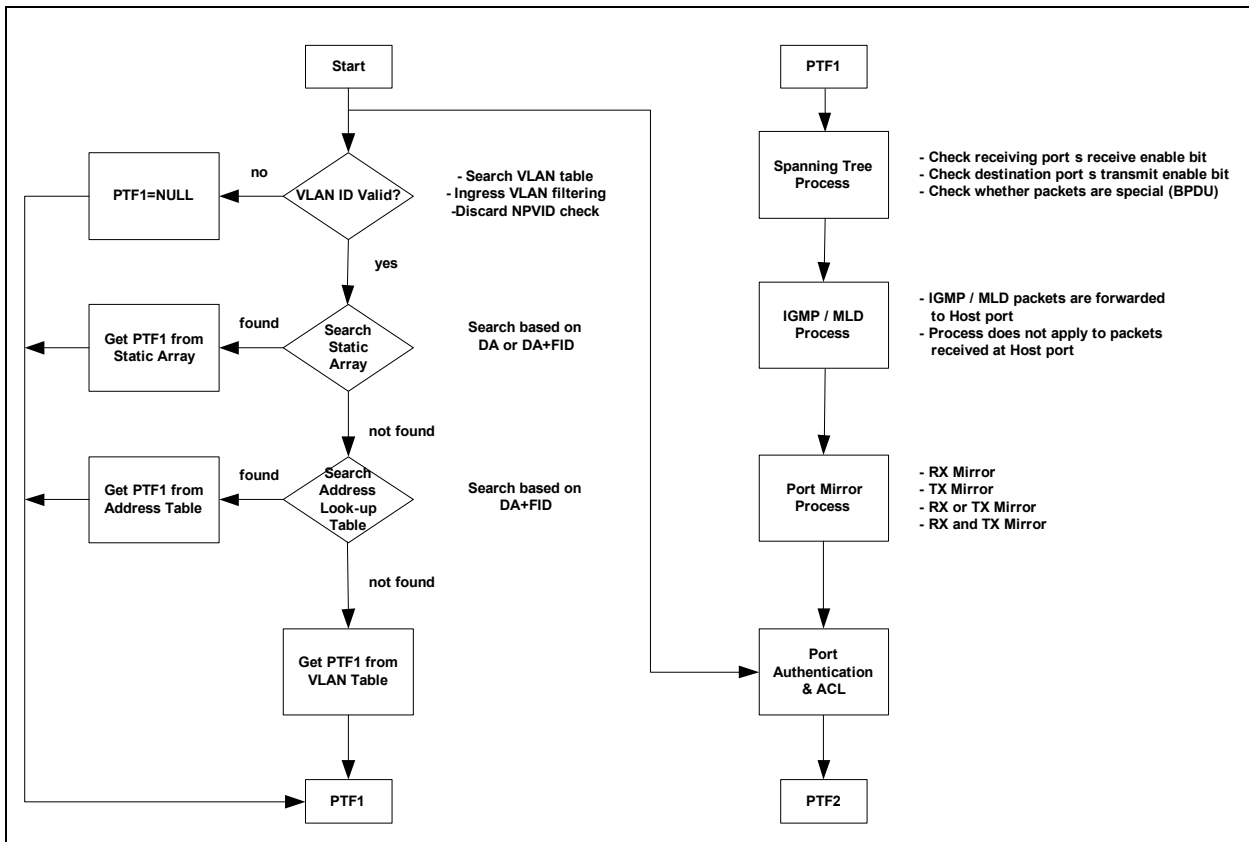 Start
VLAN ID Valid?
no
PTF1=NULL
- Search VLAN table
- Ingress VLAN filtering
-Discard NPVID check
yes
Search
Static
Array
found
Get PTF1 from
Static Array
Search based on
DA or DA+FID
not found
Search
Address
Look-up
Table
found
Get PTF1 from
Address Table
Search based on
DA+FID
not found
Get PTF1 from
VLAN Table
PTF1
PTF1
Spanning Tree
Process
- Check receiving port s receive enable bit
- Check destination port s transmit enable bit
- Check whether packets are special (BPDU)
IGMP / MLD
Process
- IGMP / MLD packets are forwarded
to Host port
- Process does not apply to packets
received at Host port
Port Mirror
Process
- RX Mirror
- TX Mirror
- RX or TX Mirror
- RX and TX Mirror
Port
Authentication
& ACL
PTF2